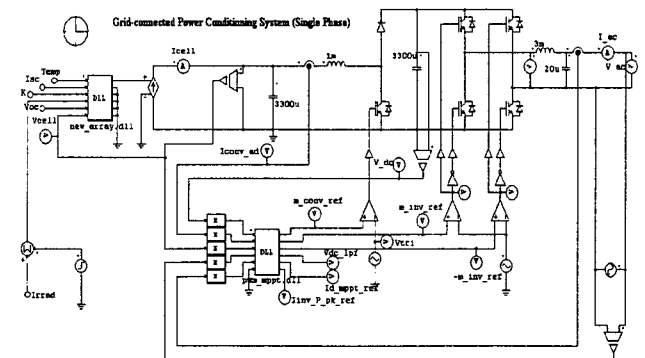 Grid-connected Power Conditioning System (Single Phase)
I_ac
Icell
3m
V_ac
1m
3300u
20u
Temp
Isc
K
Voc
DLL
3300u
Vcell
new_array.dll
Iconv_ad
V_dc
m_conv_ref
m_inv_ref
K
K
K
K
K
DLL
Vtri
Vdc_lpf
-m_inv_ref
pcs_mppt.dll
Id_mppt_ref
Iinv_P_pk_ref
Irrad